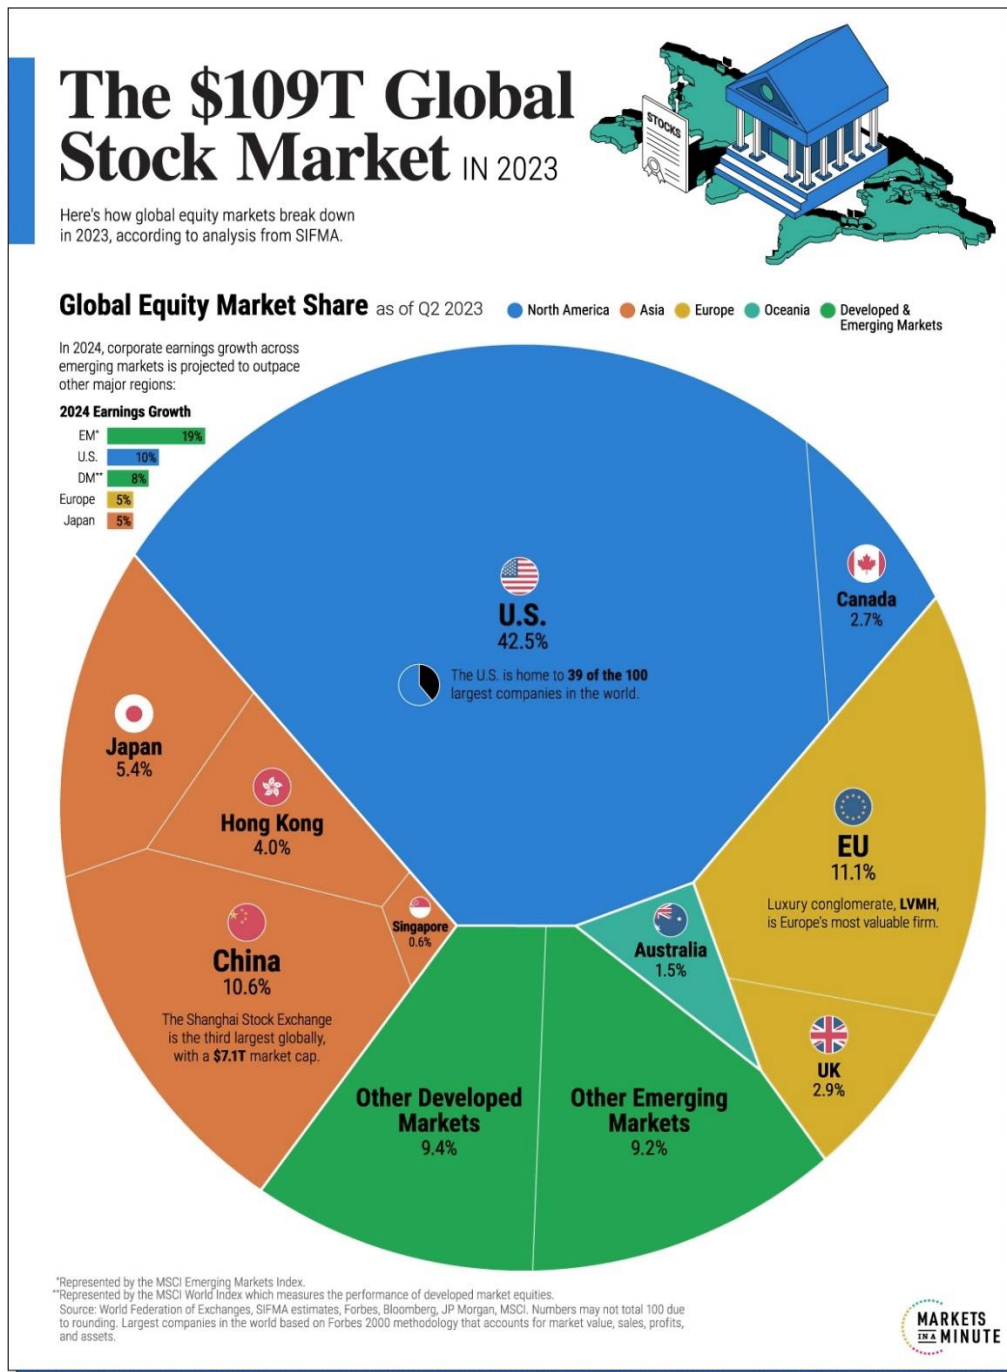 The $109T Global
Stock Market IN 2023
STOCKS
Here's how global equity markets break down
in 2023, according to analysis from SIFMA.
Global Equity Market Share as of Q2 2023
North America Asia Europe Oceania Developed &
Emerging Markets
In 2024, corporate earnings growth across
emerging markets is projected to outpace
other major regions:
2024 Earnings Growth
EM* 19%
U.S. 10%
DM** 8%
Europe 5%
Japan 5%
U.S.
42.5%
The U.S. is home to 39 of the 100
largest companies in the world.
Canada
2.7%
Japan
5.4%
Hong Kong
4.0%
China
10.6%
The Shanghai Stock Exchange
is the third largest globally,
with a $7.1T market cap.
Singapore
0.6%
Australia
1.5%
EU
11.1%
Luxury conglomerate, LVMH,
is Europe's most valuable firm.
UK
2.9%
Other Developed
Markets
9.4%
Other Emerging
Markets
9.2%
*Represented by the MSCI Emerging Markets Index.
**Represented by the MSCI World Index which measures the performance of developed market equities.
Source: World Federation of Exchanges, SIFMA estimates, Forbes, Bloomberg, JP Morgan, MSCI. Numbers may not total 100 due
to rounding. Largest companies in the world based on Forbes 2000 methodology that accounts for market value, sales, profits,
and assets.
MARKETS
IN A MINUTE